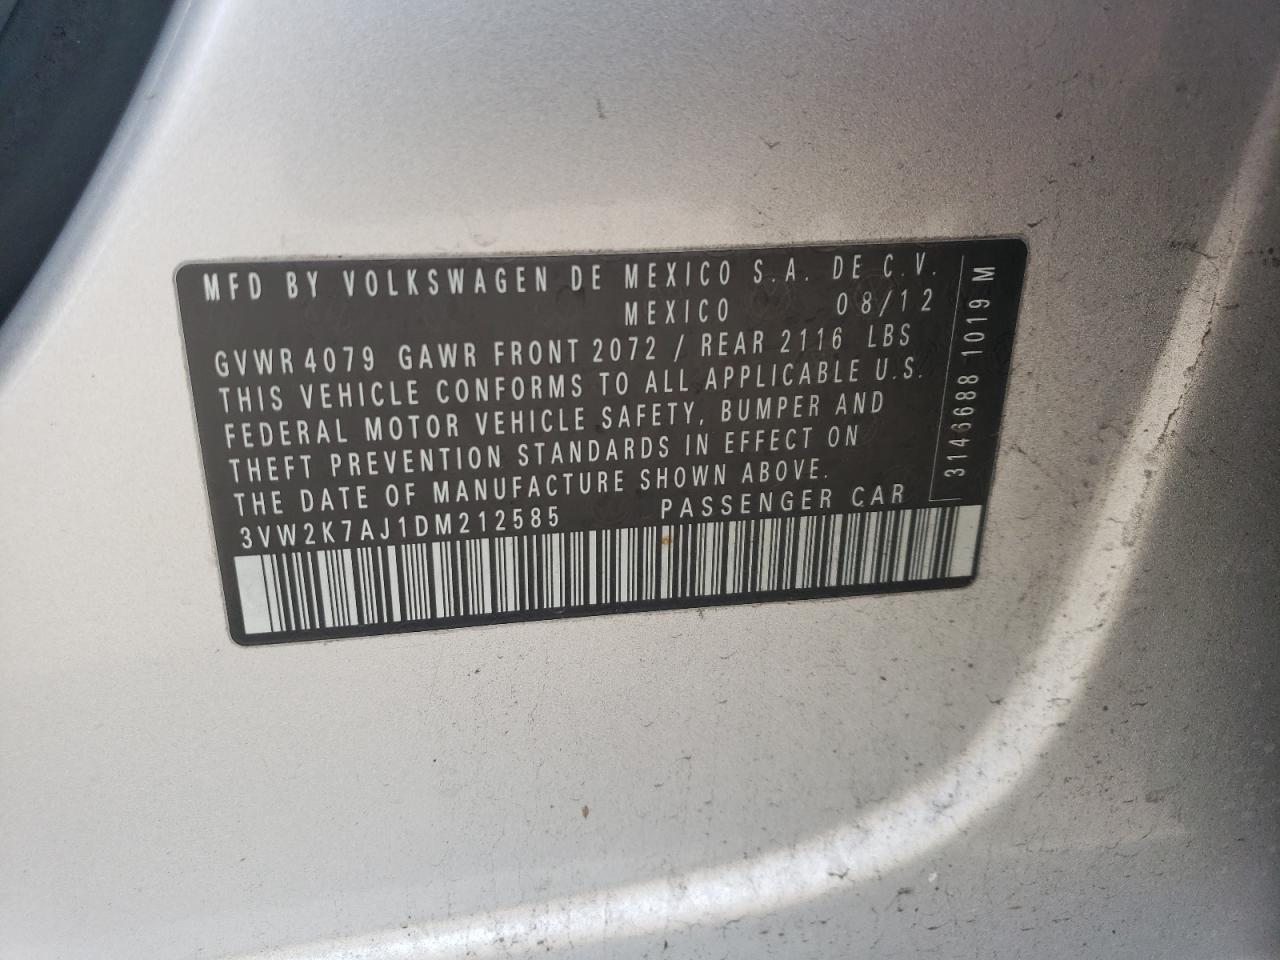 MFD BY VOLKSWAGEN DE MEXICO S.A. DE C.V.
MEXICO 08/12
GVWR 4079 GAWR FRONT 2072 / REAR 2116 LBS
THIS VEHICLE CONFORMS TO ALL APPLICABLE U.S.
FEDERAL MOTOR VEHICLE SAFETY, BUMPER AND
THEFT PREVENTION STANDARDS IN EFFECT ON
THE DATE OF MANUFACTURE SHOWN ABOVE.
3VW2K7AJ1DM212585 PASSENGER CAR
3146688 1019 M